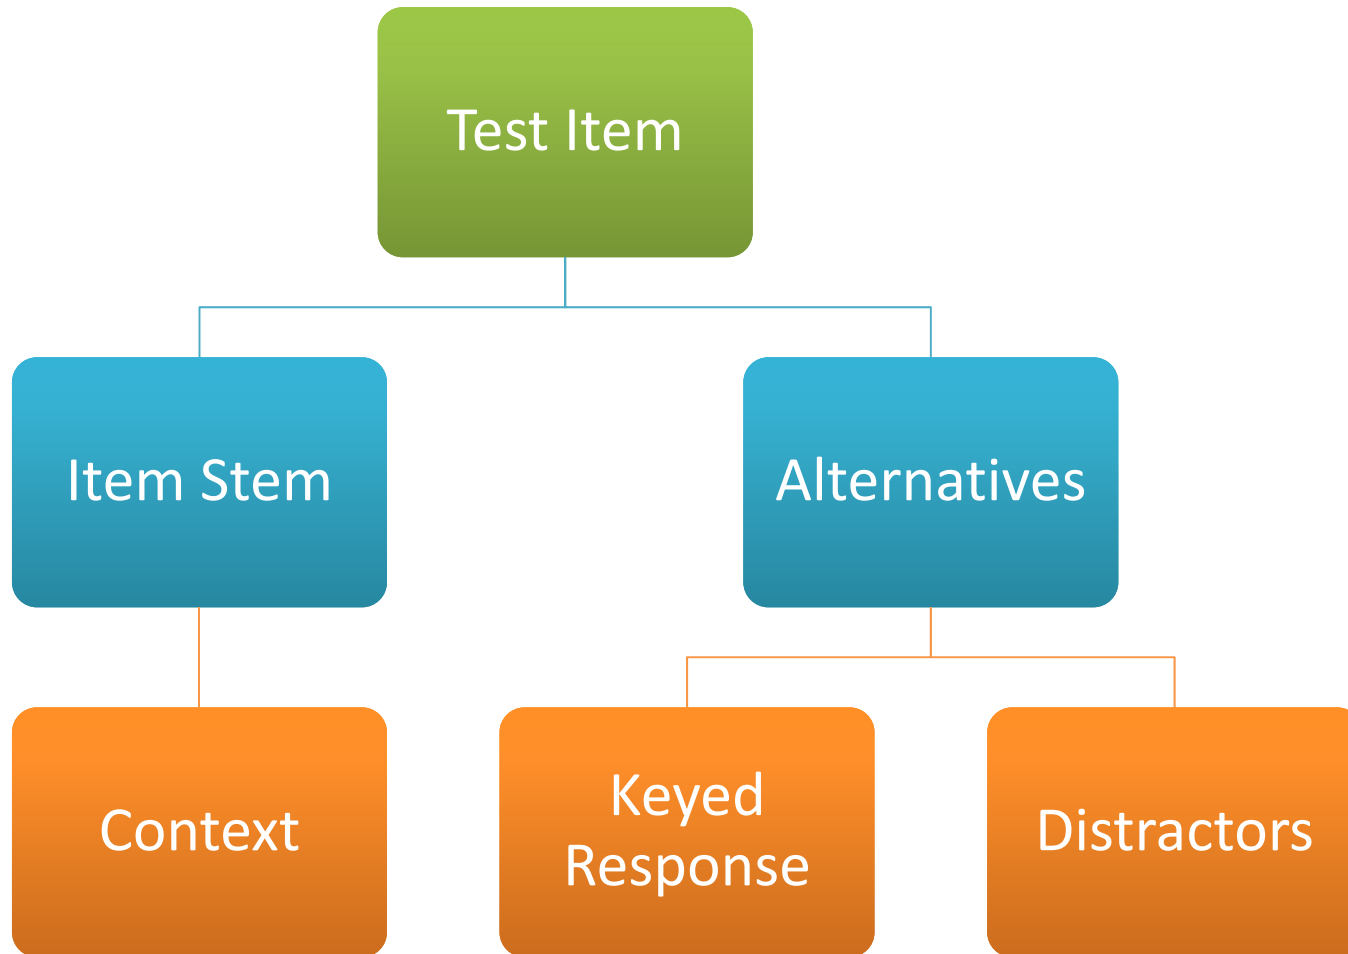 Test Item
Item Stem
Alternatives
Context
Keyed
Response
Distractors